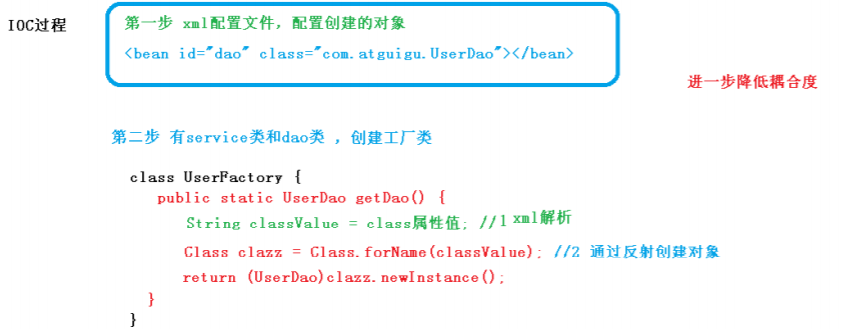 IOC过程
第一步 xml配置文件，配置创建的对象
<bean id="dao" class="com.atguigu.UserDao"></bean>
进一步降低耦合度
第二步 有service类和dao类 ，创建工厂类
class UserFactory {
public static UserDao getDao() {
String classValue = class属性值; //1 xml解析
Class clazz = Class.forName(classValue); //2 通过反射创建对象
return (UserDao)clazz.newInstance();
}
}